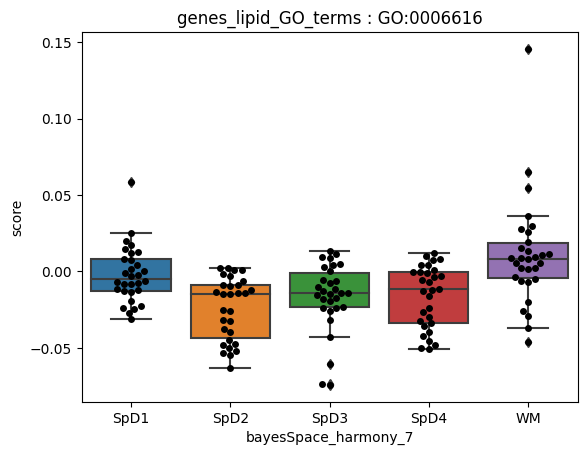 genes_lipid_GO_terms : GO:0006616
0.15
0.10
0.05
0.00
−0.05
score
SpD1 SpD2 SpD3 SpD4 WM
bayesSpace_harmony_7